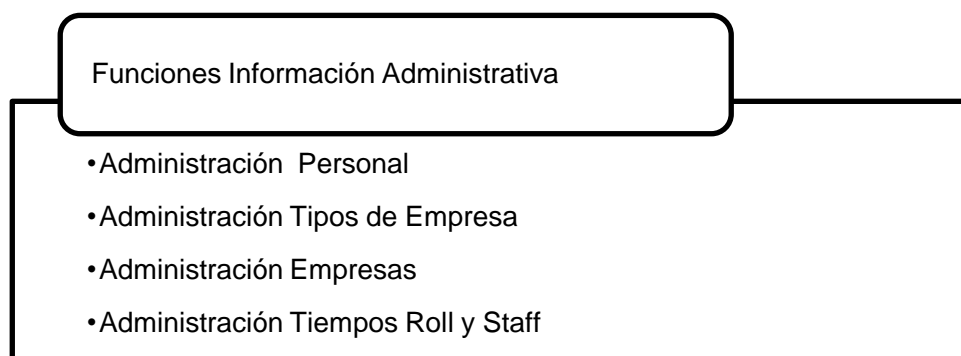 Funciones Información Administrativa
•Administración Personal
•Administración Tipos de Empresa
•Administración Empresas
•Administración Tiempos Roll y Staff